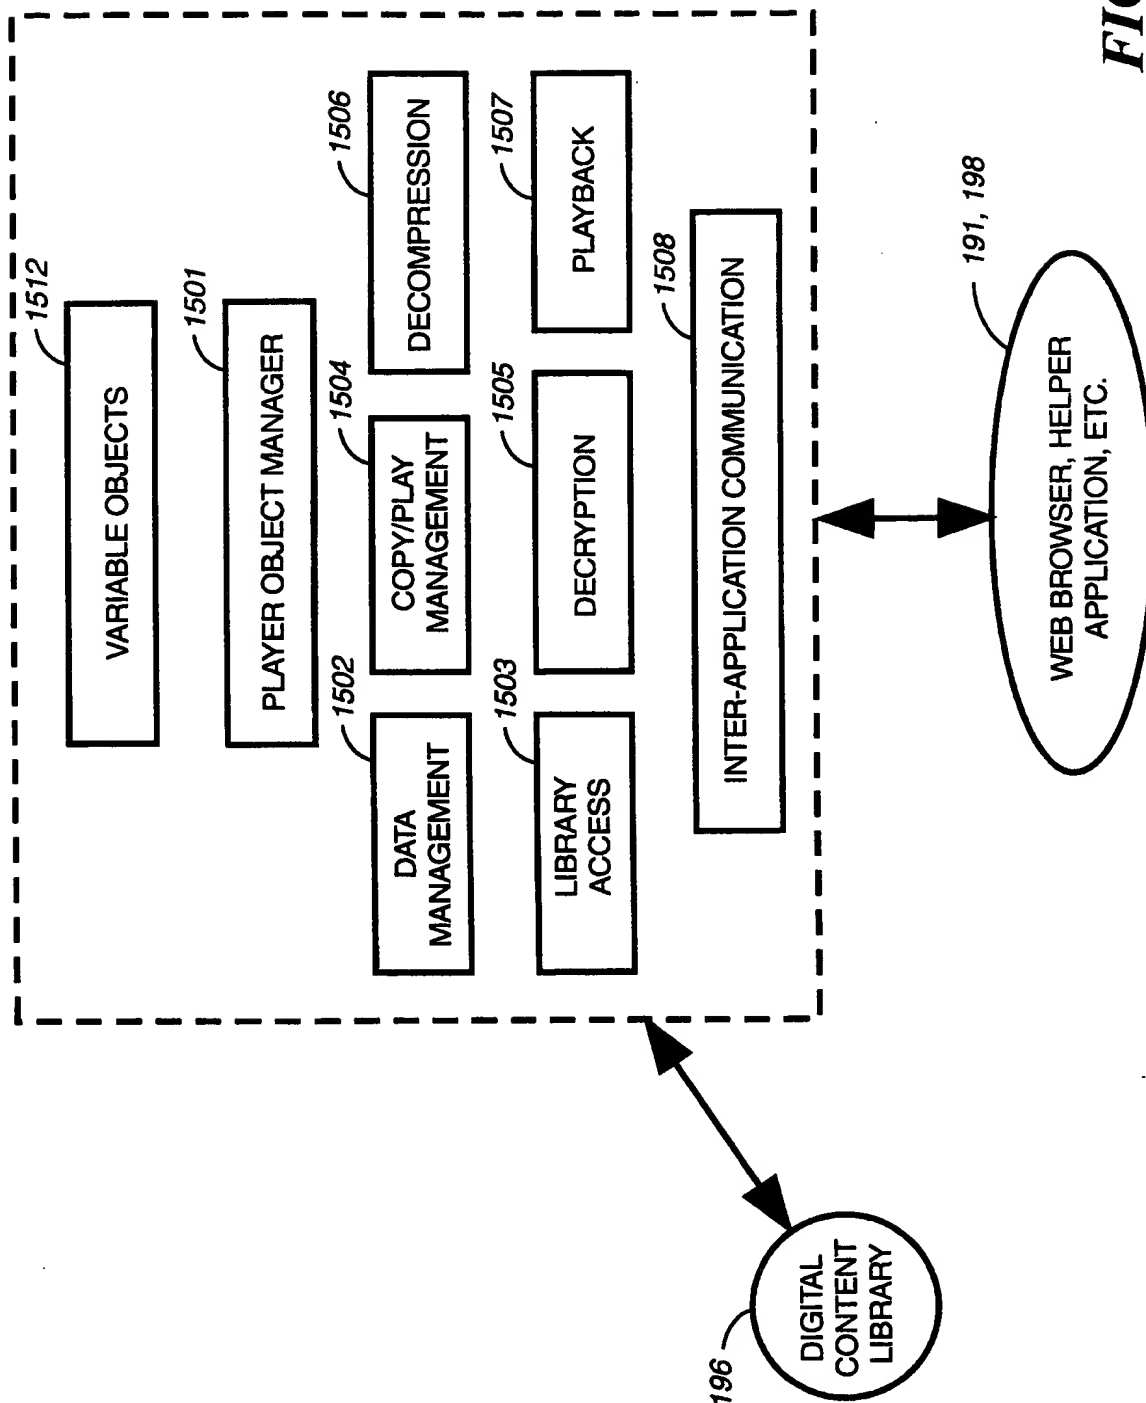 1512
VARIABLE OBJECTS
1501
PLAYER OBJECT MANAGER
1502
DATA
MANAGEMENT
1504
COPY/PLAY
MANAGEMENT
1506
DECOMPRESSION
1503
LIBRARY
ACCESS
1505
DECRYPTION
1507
PLAYBACK
1508
INTER-APPLICATION COMMUNICATION
196
DIGITAL
CONTENT
LIBRARY
191, 198
WEB BROWSER, HELPER
APPLICATION, ETC.